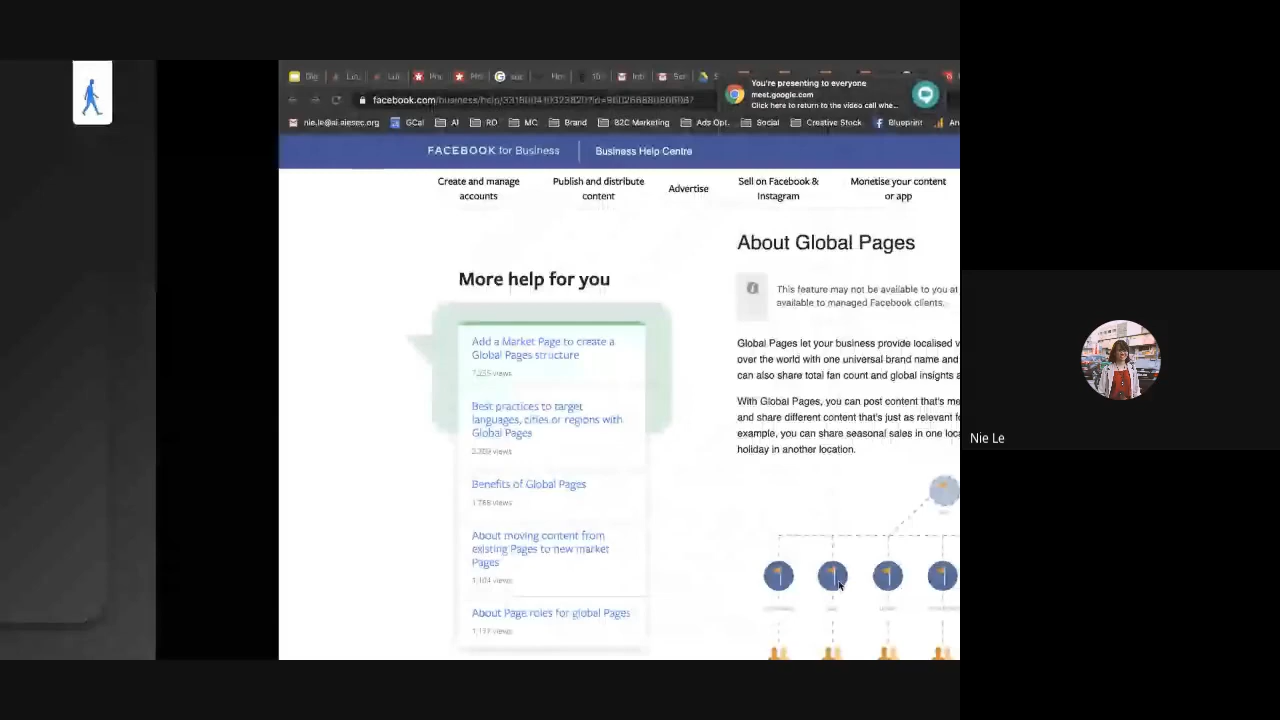 You're presenting to everyone
meet.google.com
Click here to return to the video call whe...
facebook.com/business/help/
nie.le@ai.aiesec.org GCal AI RO MC Brand B2C Marketing Ads Opt. Social Creative Stock Blueprint An
FACEBOOK for Business Business Help Centre
Create and manage accounts
Publish and distribute content
Advertise
Sell on Facebook & Instagram
Monetise your content or app
About Global Pages
This feature may not be available to you at
available to managed Facebook clients.
Global Pages let your business provide localised v
over the world with one universal brand name and
can also share total fan count and global insights a
With Global Pages, you can post content that's me
and share different content that's just as relevant fo
example, you can share seasonal sales in one loca
holiday in another location.
More help for you
Add a Market Page to create a
Global Pages structure
views
Best practices to target
languages, cities or regions with
Global Pages
views
Benefits of Global Pages
views
About moving content from
existing Pages to new market
Pages
views
About Page roles for global Pages
views
Nie Le